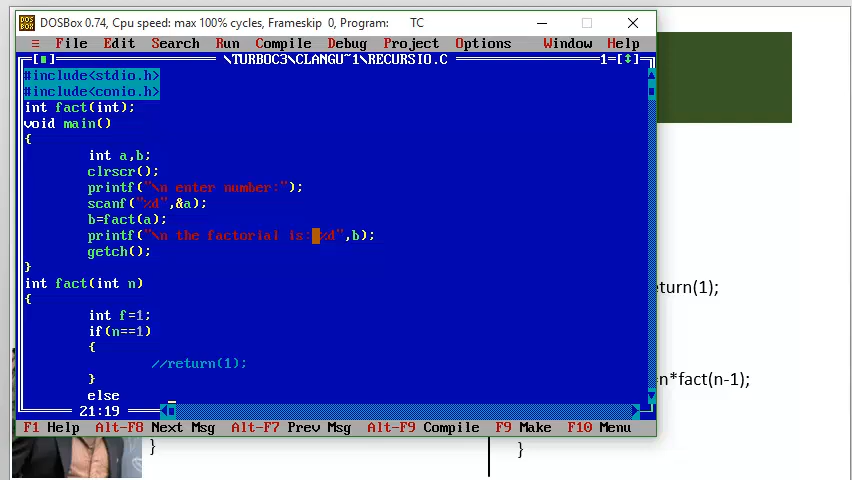 DOSBox 0.74, Cpu speed: max 100% cycles, Frameskip 0, Program: TC
≡ File Edit Search Run Compile Debug Project Options Window Help
[■] \TURBOC3\CLANGU~1\RECURSIO.C 1=[↕]
#include<stdio.h>
#include<conio.h>
int fact(int);
void main()
{
int a,b;
clrscr();
printf("\n enter number:");
scanf("%d",&a);
b=fact(a);
printf("\n the factorial is:%d",b);
getch();
}
int fact(int n)
{
int f=1;
if(n==1)
{
//return(1);
}
else
21:19
F1 Help Alt-F8 Next Msg Alt-F7 Prev Msg Alt-F9 Compile F9 Make F10 Menu
eturn(1);
n*fact(n-1);
}
}